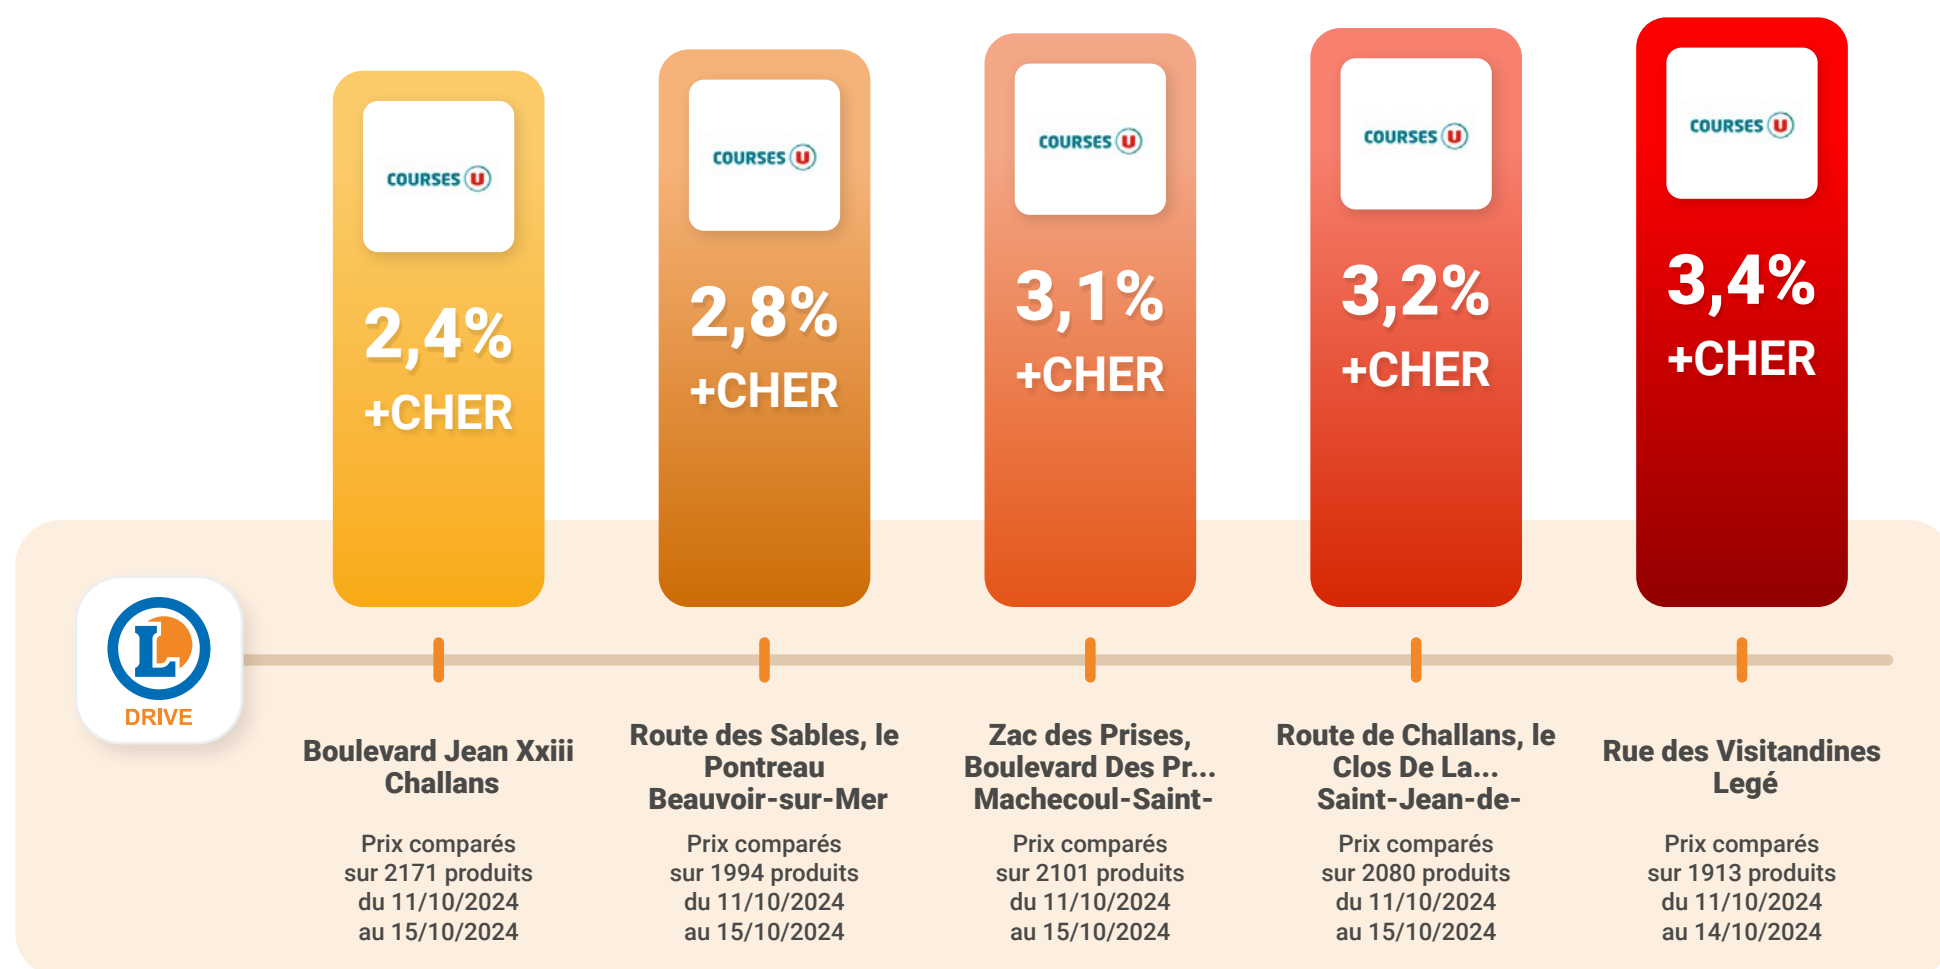 COURSES U
2,4%
+CHER
COURSES U
2,8%
+CHER
COURSES U
3,1%
+CHER
COURSES U
3,2%
+CHER
COURSES U
3,4%
+CHER
L
DRIVE
Boulevard Jean Xxiii
Challans
Prix comparés
sur 2171 produits
du 11/10/2024
au 15/10/2024
Route des Sables, le
Pontreau
Beauvoir-sur-Mer
Prix comparés
sur 1994 produits
du 11/10/2024
au 15/10/2024
Zac des Prises,
Boulevard Des Pr...
Machecoul-Saint-
Prix comparés
sur 2101 produits
du 11/10/2024
au 15/10/2024
Route de Challans, le
Clos De La...
Saint-Jean-de-
Prix comparés
sur 2080 produits
du 11/10/2024
au 15/10/2024
Rue des Visitandines
Legé
Prix comparés
sur 1913 produits
du 11/10/2024
au 14/10/2024